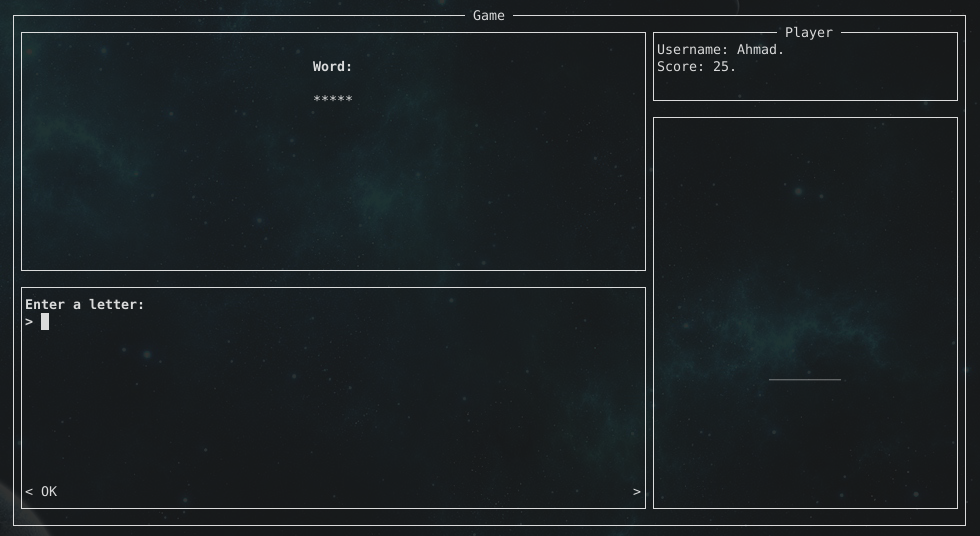 Game
Word:
*****
Player
Username: Ahmad.
Score: 25.
Enter a letter:
>
< OK >